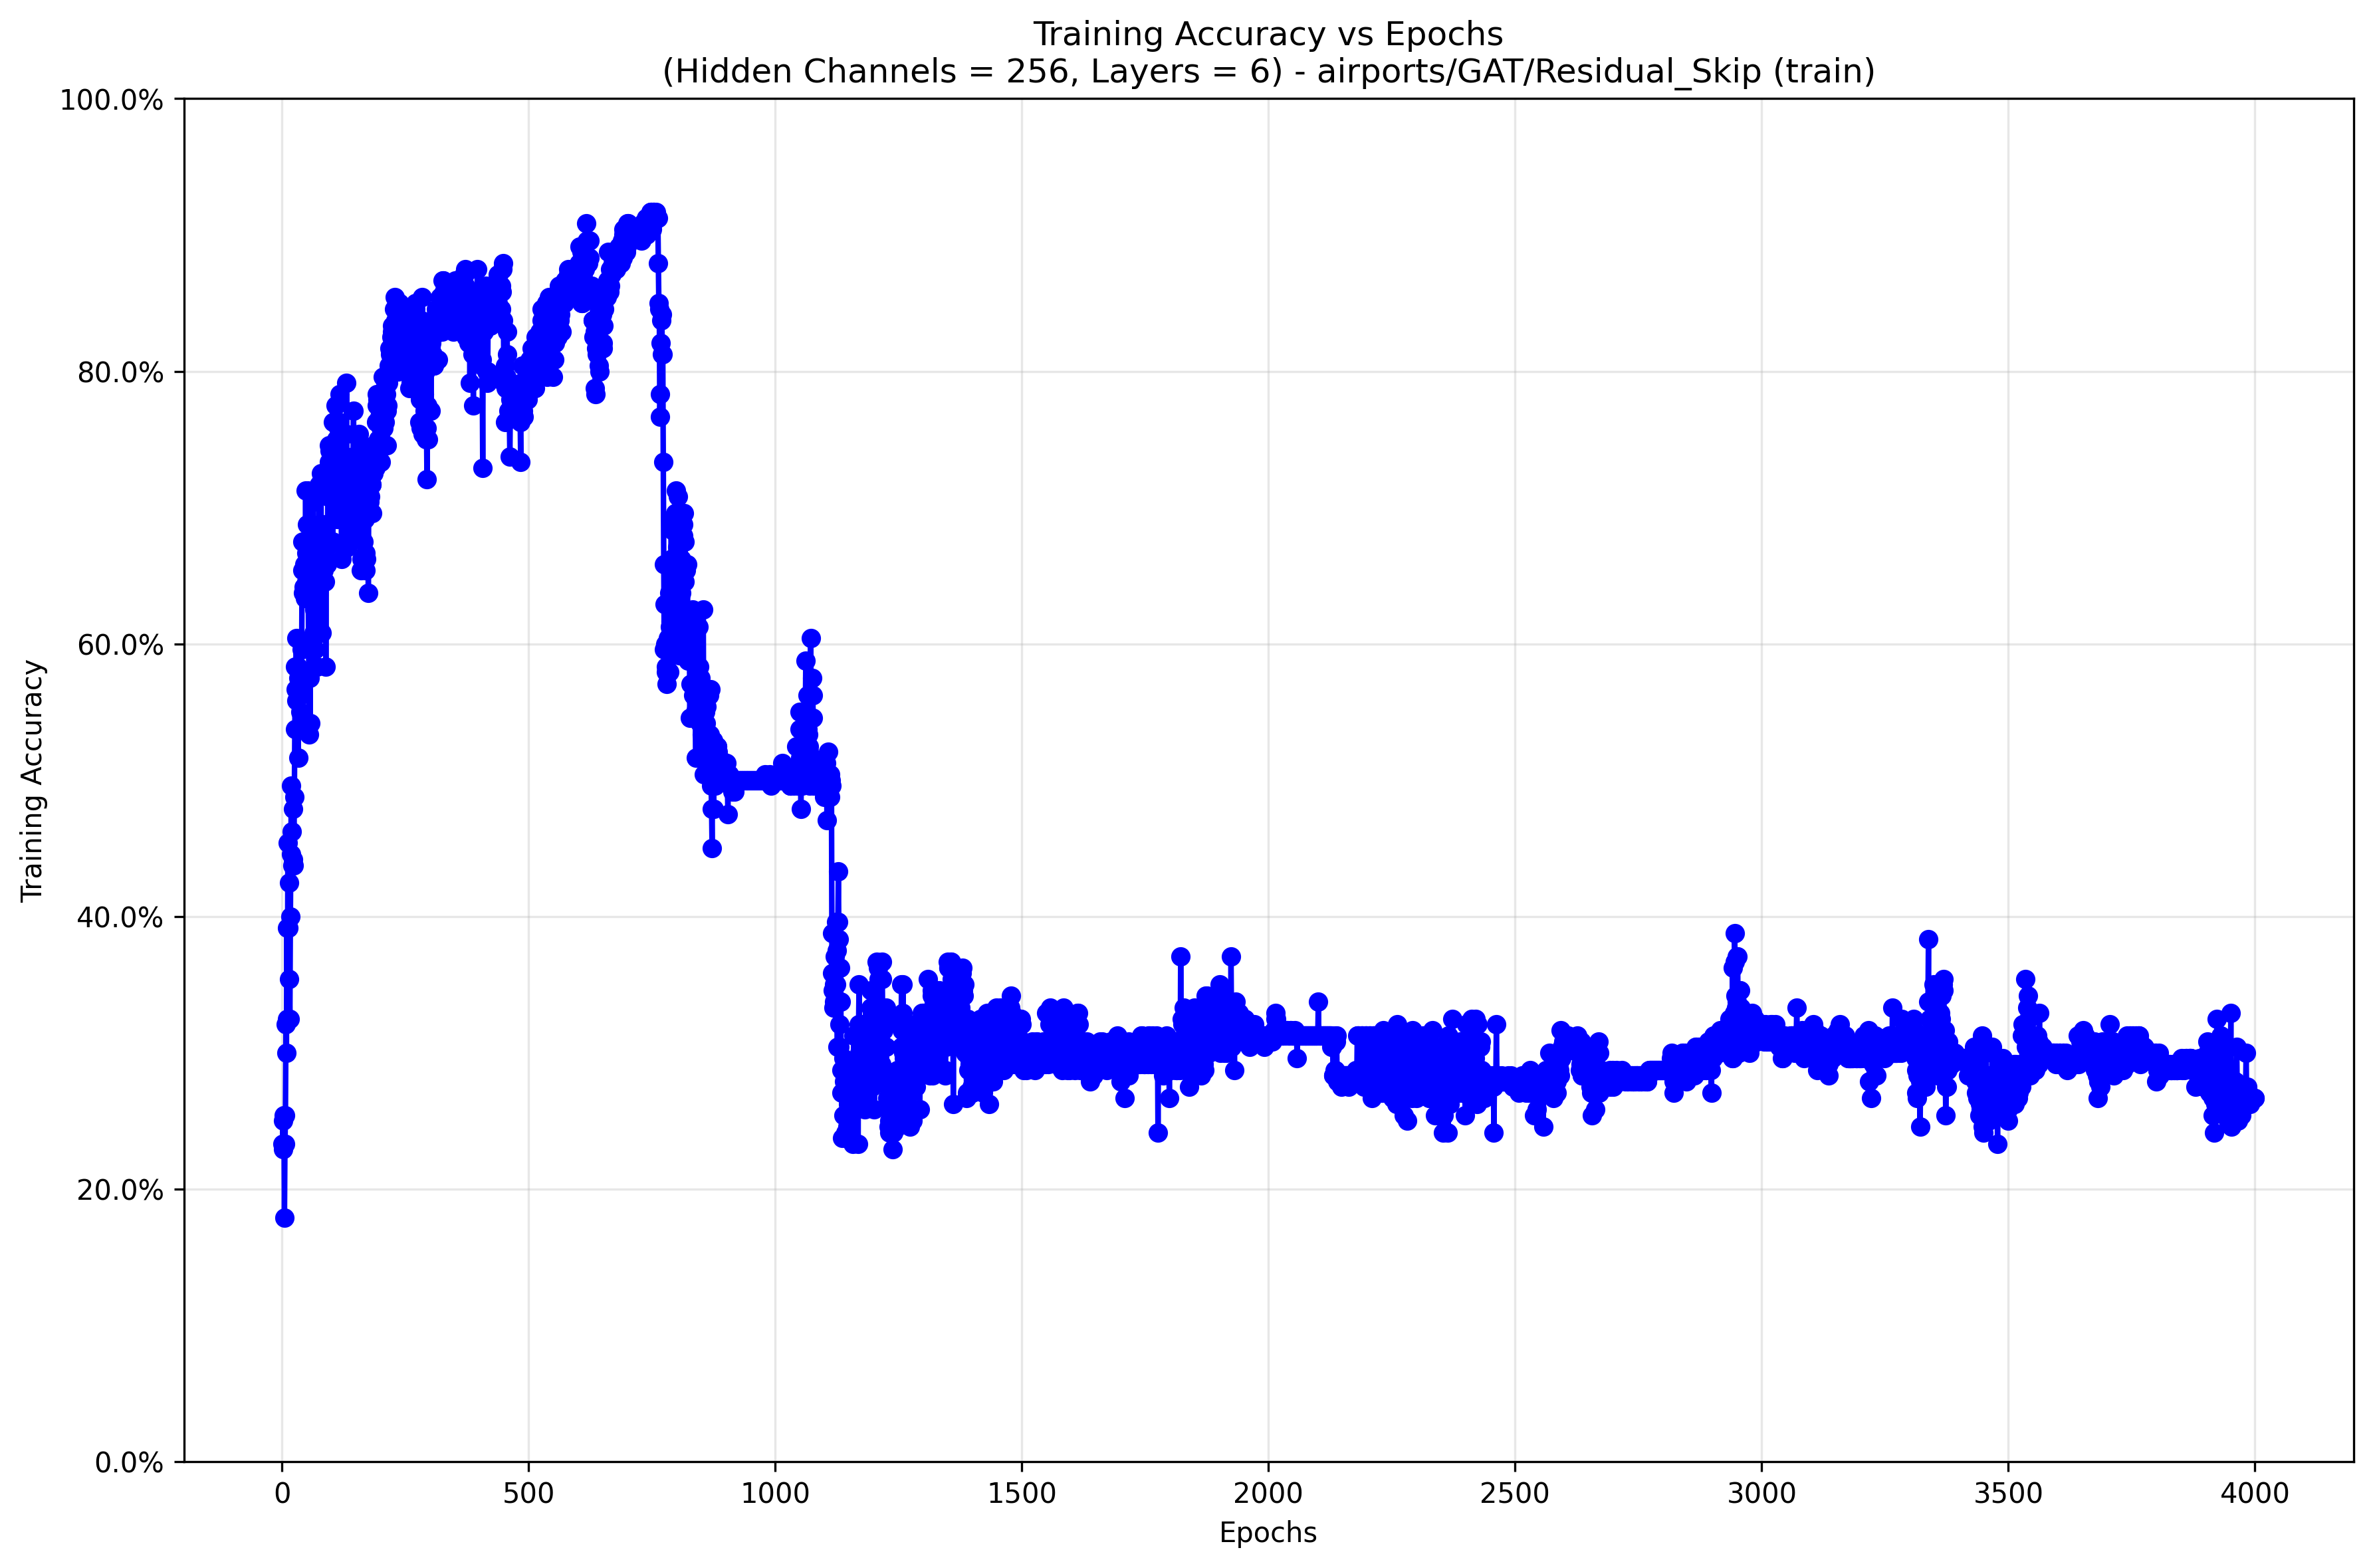 Training Accuracy vs Epochs
(Hidden Channels = 256, Layers = 6) - airports/GAT/Residual_Skip (train)
100.0%
80.0%
60.0%
40.0%
20.0%
0.0%
Training Accuracy
0 500 1000 1500 2000 2500 3000 3500 4000
Epochs